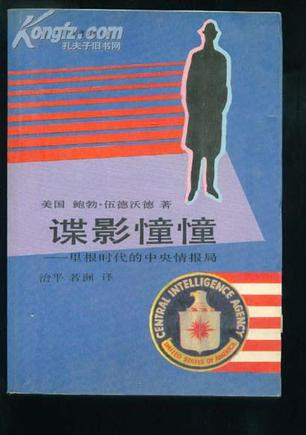 Kongfz.com
孔夫子旧书网
美国 鲍勃·伍德沃德 著
谍影憧憧
——里根时代的中央情报局
治平 若洲 译
CENTRAL INTELLIGENCE AGENCY
UNITED STATES OF AMERICA